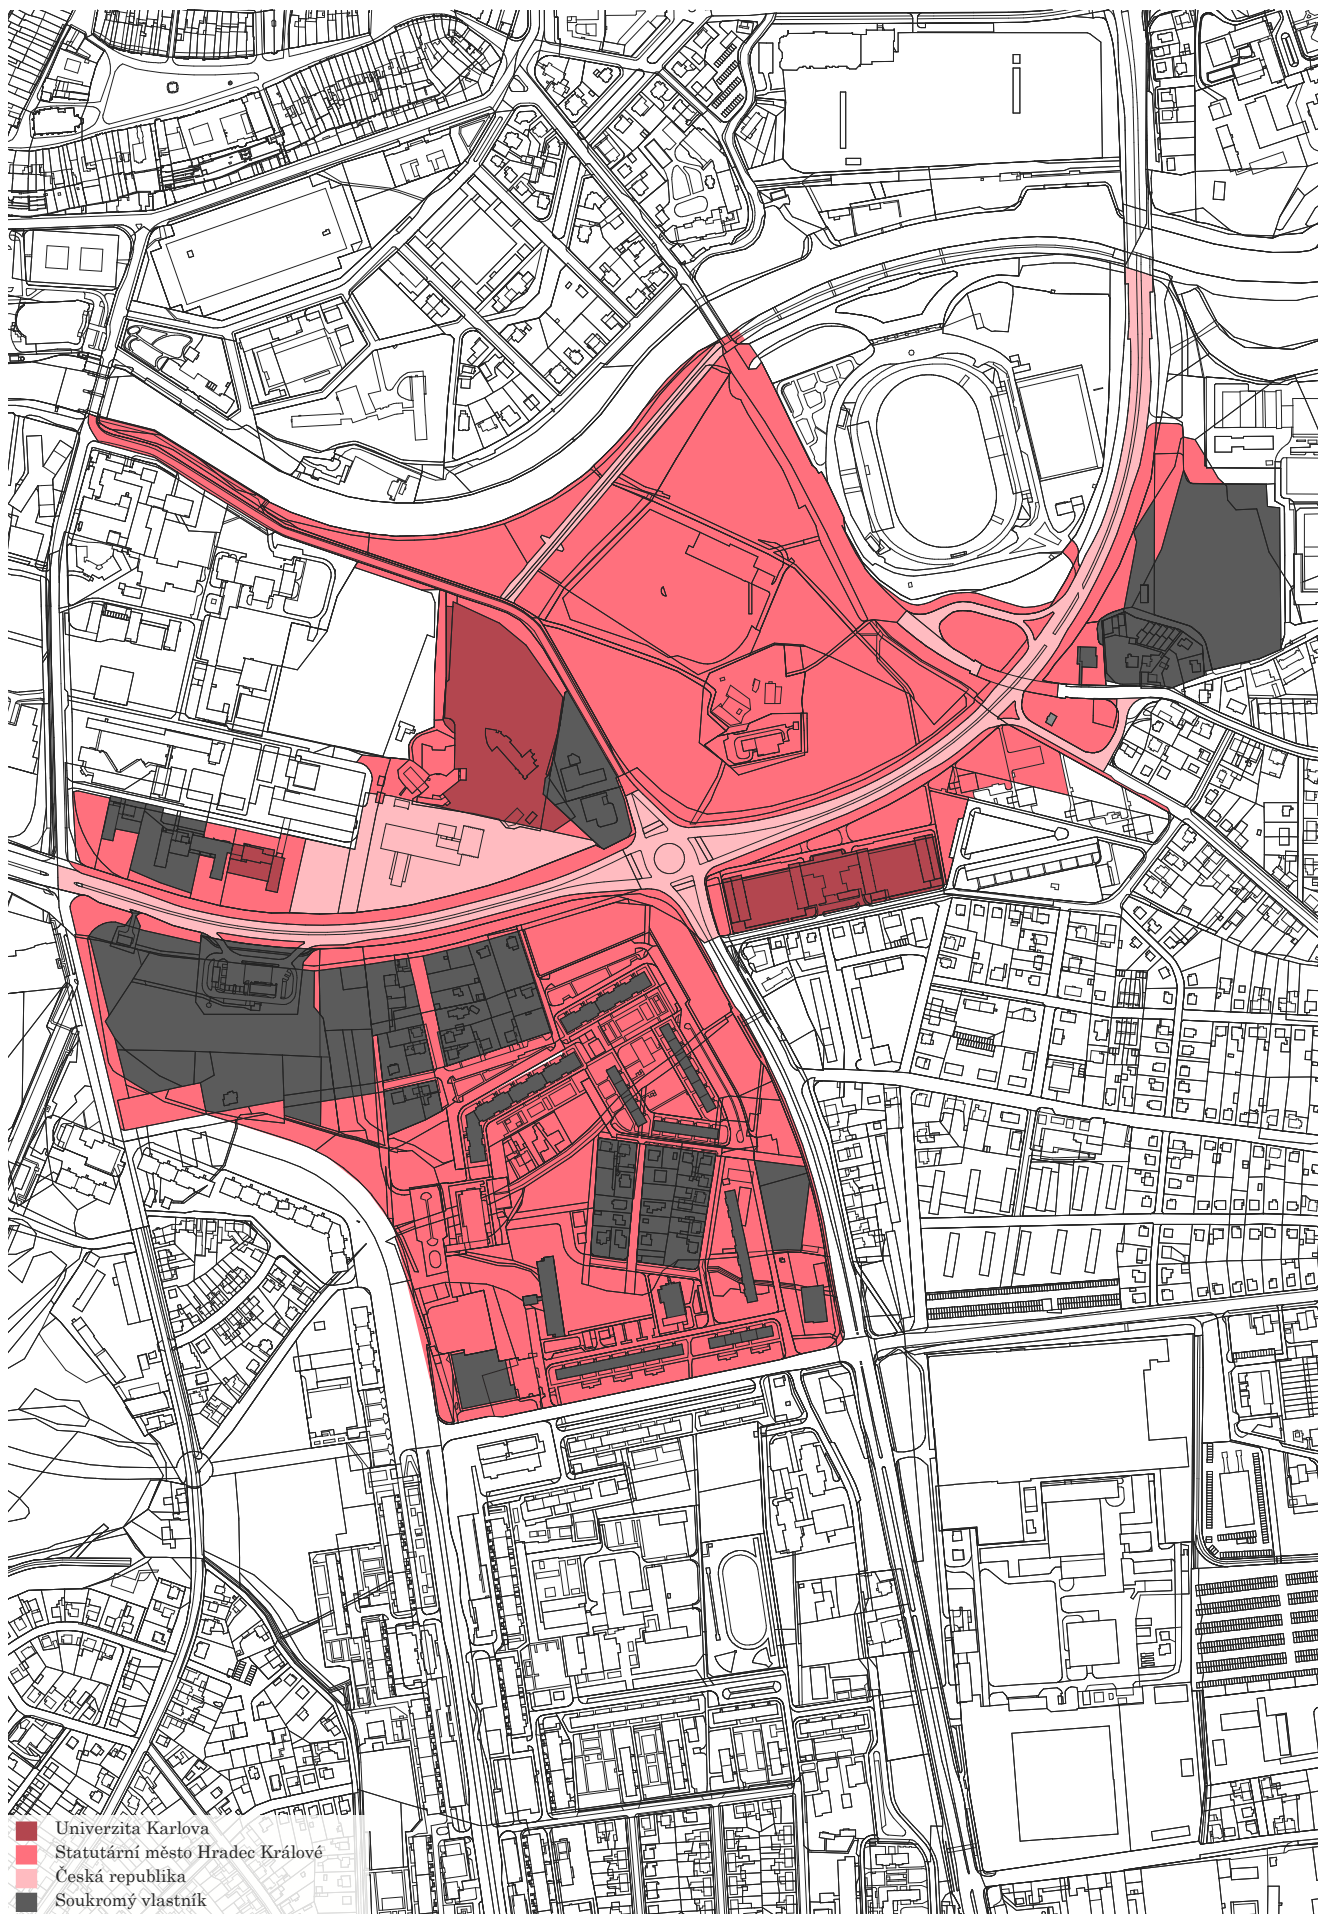 Univerzita Karlova
Statutární město Hradec Králové
Česká republika
Soukromý vlastník